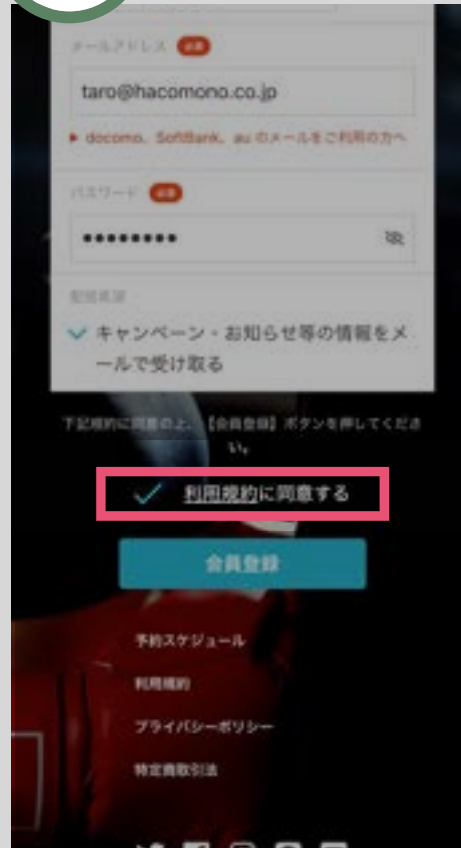 メールアドレス 必須
taro@hacomono.co.jp
docomo、SoftBank、au のメールをご利用の方へ
パスワード 必須
••••••••
配信希望
キャンペーン・お知らせ等の情報をメ
ールで受け取る
下記規約に同意の上、【会員登録】ボタンを押してくださ
い。
利用規約に同意する
会員登録
予約スケジュール
利用規約
プライバシーポリシー
特定商取引法